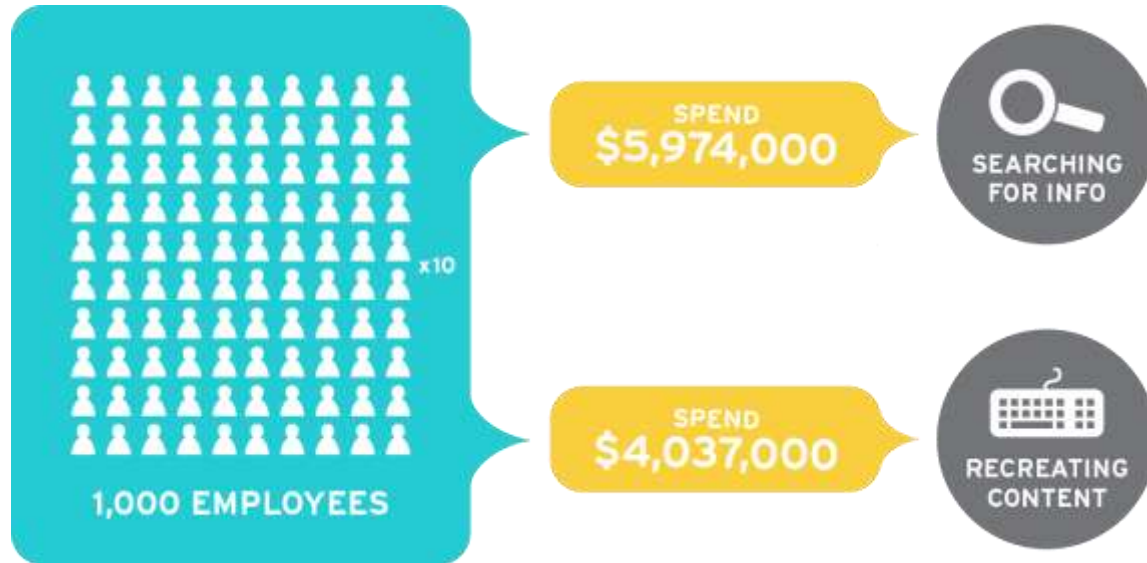 x10
1,000 EMPLOYEES
SPEND
$5,974,000
SEARCHING
FOR INFO
SPEND
$4,037,000
RECREATING
CONTENT